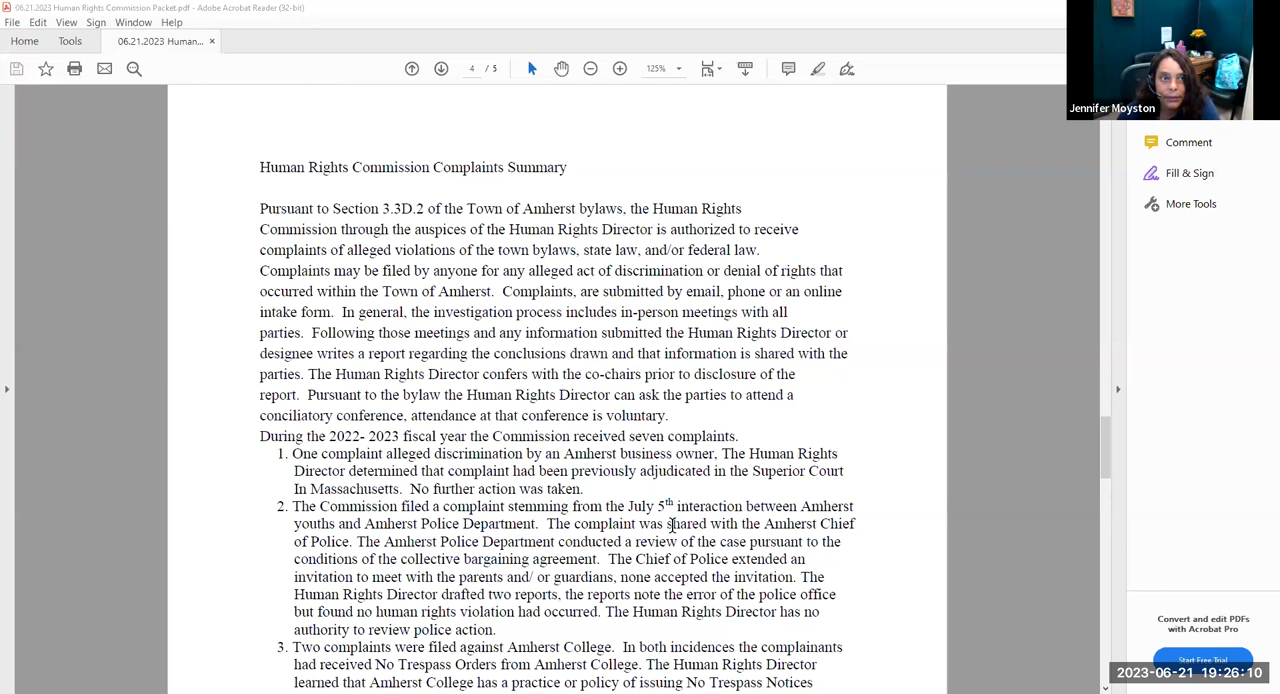 06.21.2023 Human Rights Commission Packet.pdf - Adobe Acrobat Reader (32-bit)
File Edit View Sign Window Help
Home Tools 06.21.2023 Human... ×
4 / 5 125%
Jennifer Moyston
Comment
Fill & Sign
More Tools
Human Rights Commission Complaints Summary
Pursuant to Section 3.3D.2 of the Town of Amherst bylaws, the Human Rights
Commission through the auspices of the Human Rights Director is authorized to receive
complaints of alleged violations of the town bylaws, state law, and/or federal law.
Complaints may be filed by anyone for any alleged act of discrimination or denial of rights that
occurred within the Town of Amherst.  Complaints, are submitted by email, phone or an online
intake form.  In general, the investigation process includes in-person meetings with all
parties.  Following those meetings and any information submitted the Human Rights Director or
designee writes a report regarding the conclusions drawn and that information is shared with the
parties. The Human Rights Director confers with the co-chairs prior to disclosure of the
report.  Pursuant to the bylaw the Human Rights Director can ask the parties to attend a
conciliatory conference, attendance at that conference is voluntary.
During the 2022- 2023 fiscal year the Commission received seven complaints.
1. One complaint alleged discrimination by an Amherst business owner, The Human Rights
Director determined that complaint had been previously adjudicated in the Superior Court
In Massachusetts.  No further action was taken.
2. The Commission filed a complaint stemming from the July 5th interaction between Amherst
youths and Amherst Police Department.  The complaint was shared with the Amherst Chief
of Police. The Amherst Police Department conducted a review of the case pursuant to the
conditions of the collective bargaining agreement.  The Chief of Police extended an
invitation to meet with the parents and/ or guardians, none accepted the invitation. The
Human Rights Director drafted two reports, the reports note the error of the police office
but found no human rights violation had occurred. The Human Rights Director has no
authority to review police action.
3. Two complaints were filed against Amherst College.  In both incidences the complainants
had received No Trespass Orders from Amherst College. The Human Rights Director
learned that Amherst College has a practice or policy of issuing No Trespass Notices
Convert and edit PDFs
with Acrobat Pro
Start Free Trial
2023-06-21 19:26:10